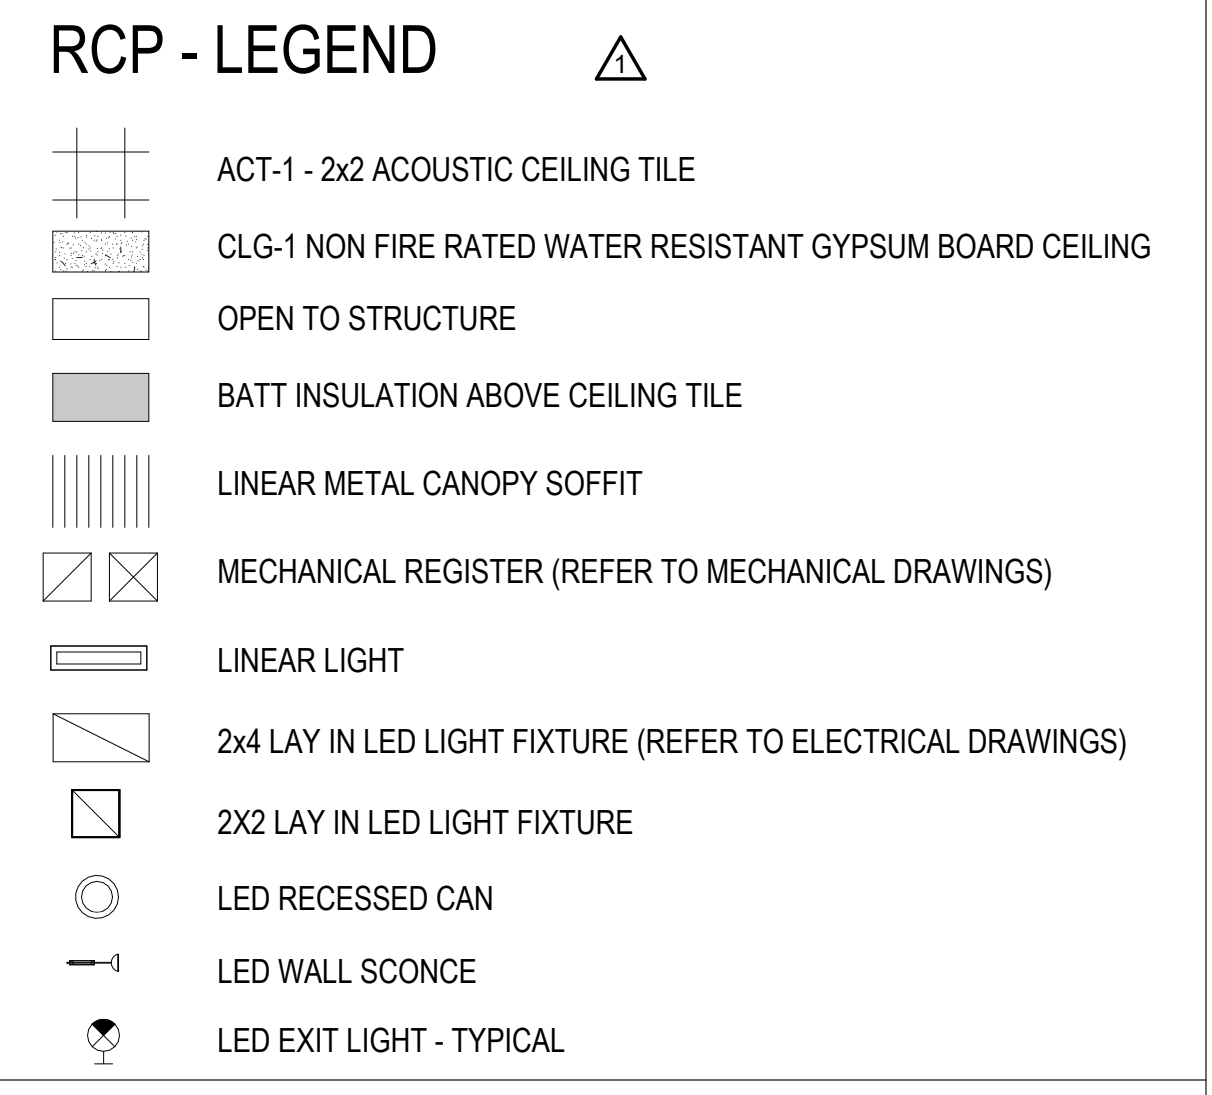 RCP - LEGEND 1
ACT-1 - 2x2 ACOUSTIC CEILING TILE
CLG-1 NON FIRE RATED WATER RESISTANT GYPSUM BOARD CEILING
OPEN TO STRUCTURE
BATT INSULATION ABOVE CEILING TILE
LINEAR METAL CANOPY SOFFIT
MECHANICAL REGISTER (REFER TO MECHANICAL DRAWINGS)
LINEAR LIGHT
2x4 LAY IN LED LIGHT FIXTURE (REFER TO ELECTRICAL DRAWINGS)
2X2 LAY IN LED LIGHT FIXTURE
LED RECESSED CAN
LED WALL SCONCE
LED EXIT LIGHT - TYPICAL